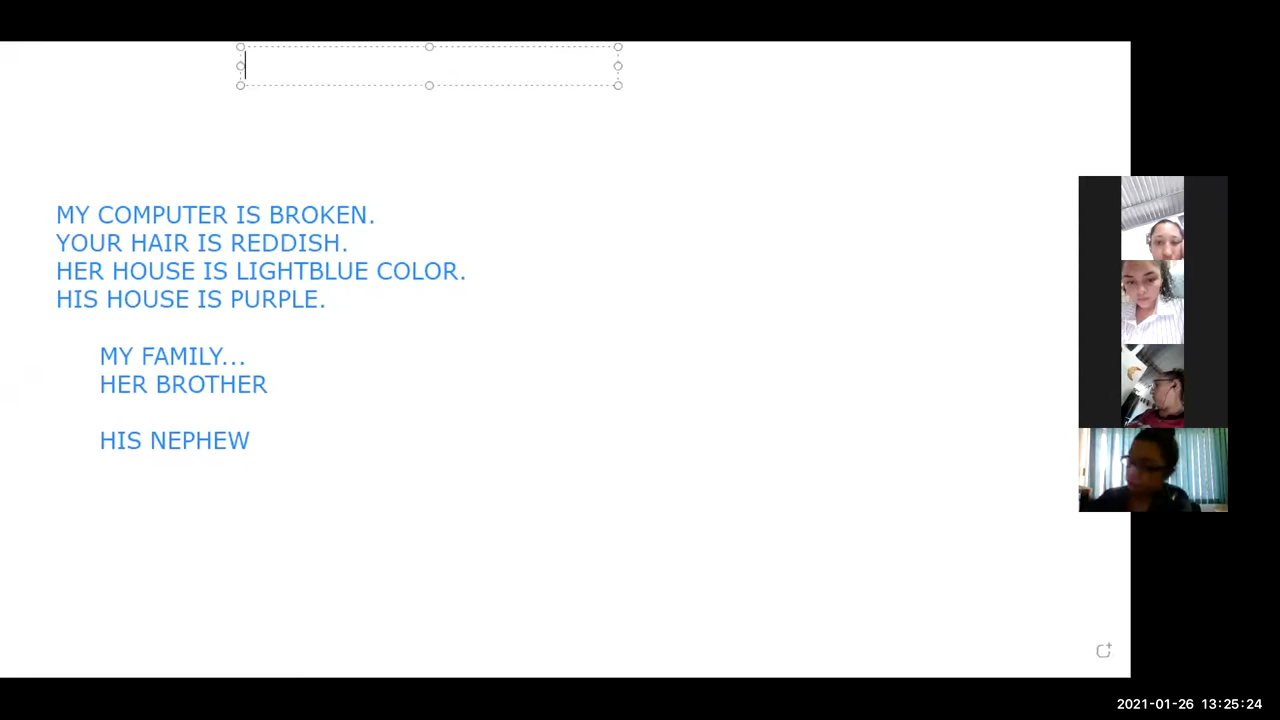 MY COMPUTER IS BROKEN.
YOUR HAIR IS REDDISH.
HER HOUSE IS LIGHTBLUE COLOR.
HIS HOUSE IS PURPLE.
MY FAMILY...
HER BROTHER
HIS NEPHEW
2021-01-26 13:25:24